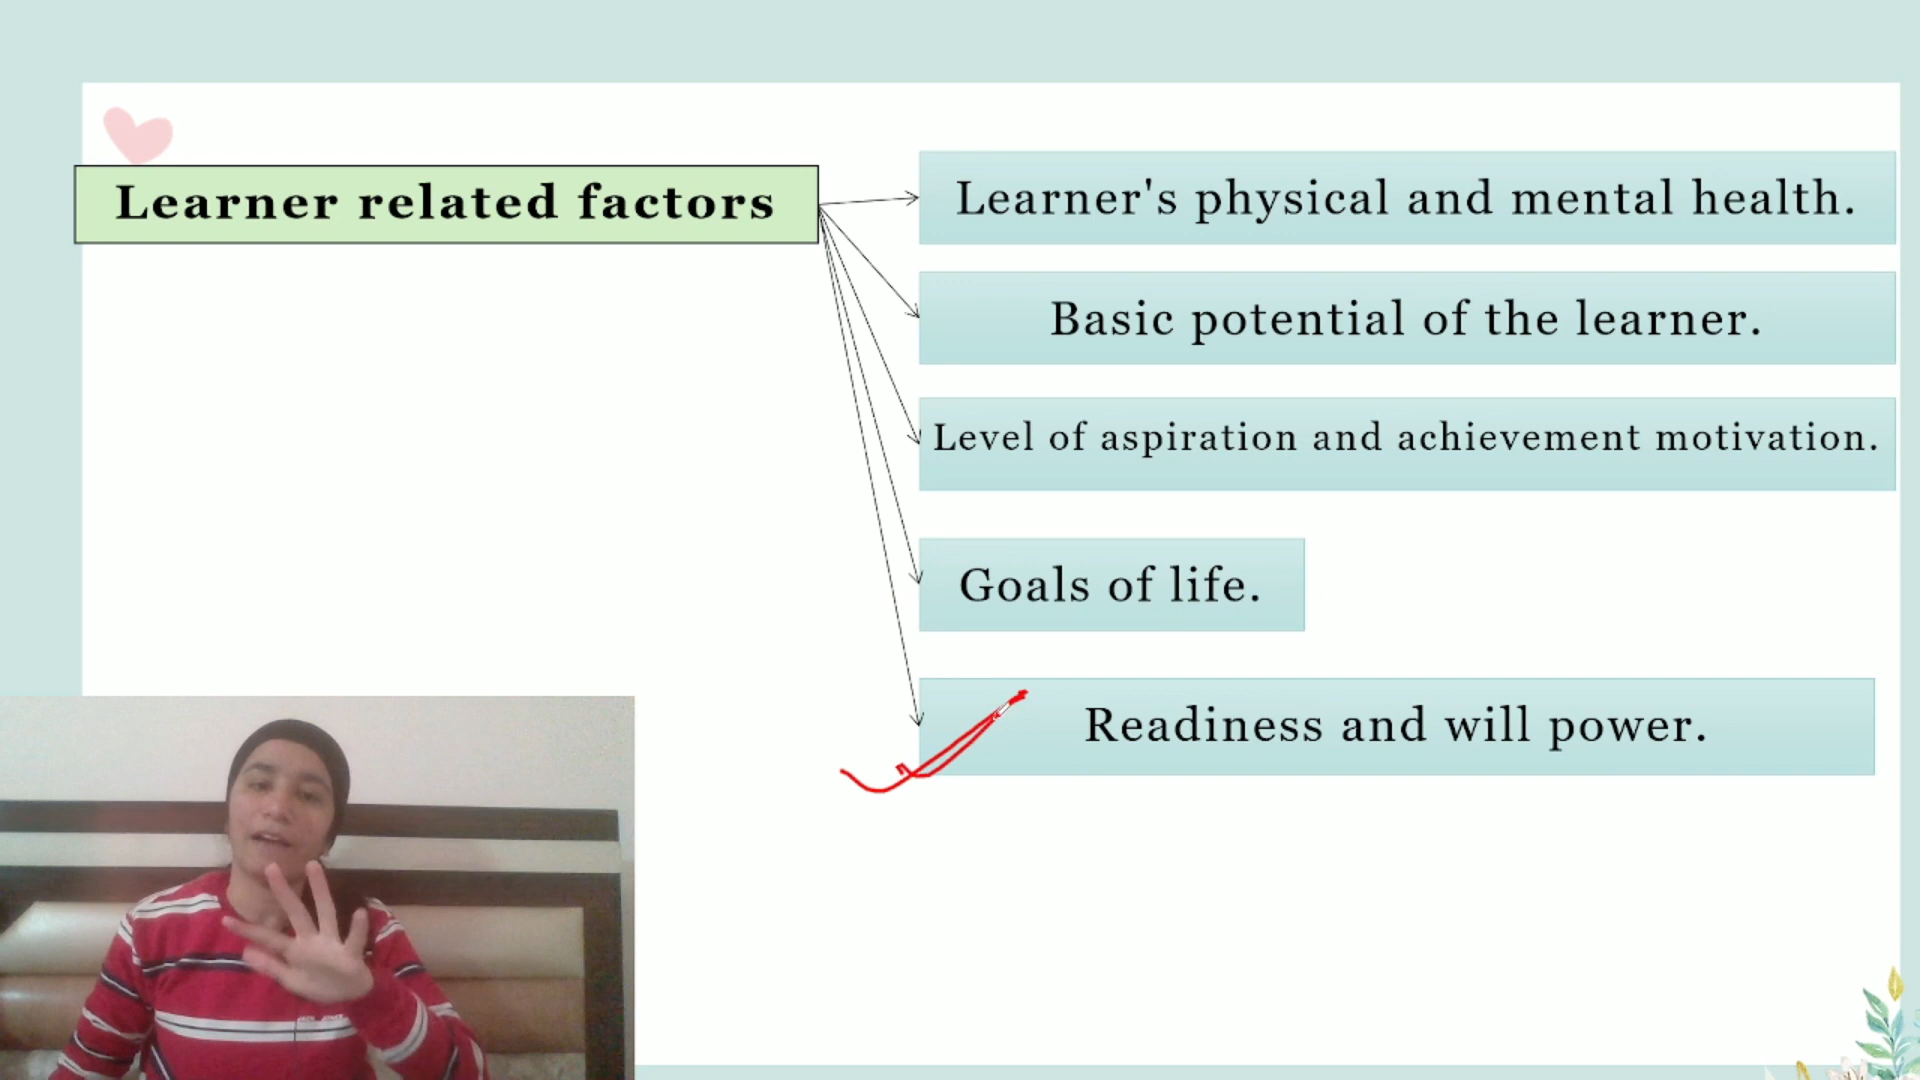 Learner related factors
Learner's physical and mental health.
Basic potential of the learner.
Level of aspiration and achievement motivation.
Goals of life.
Readiness and will power.